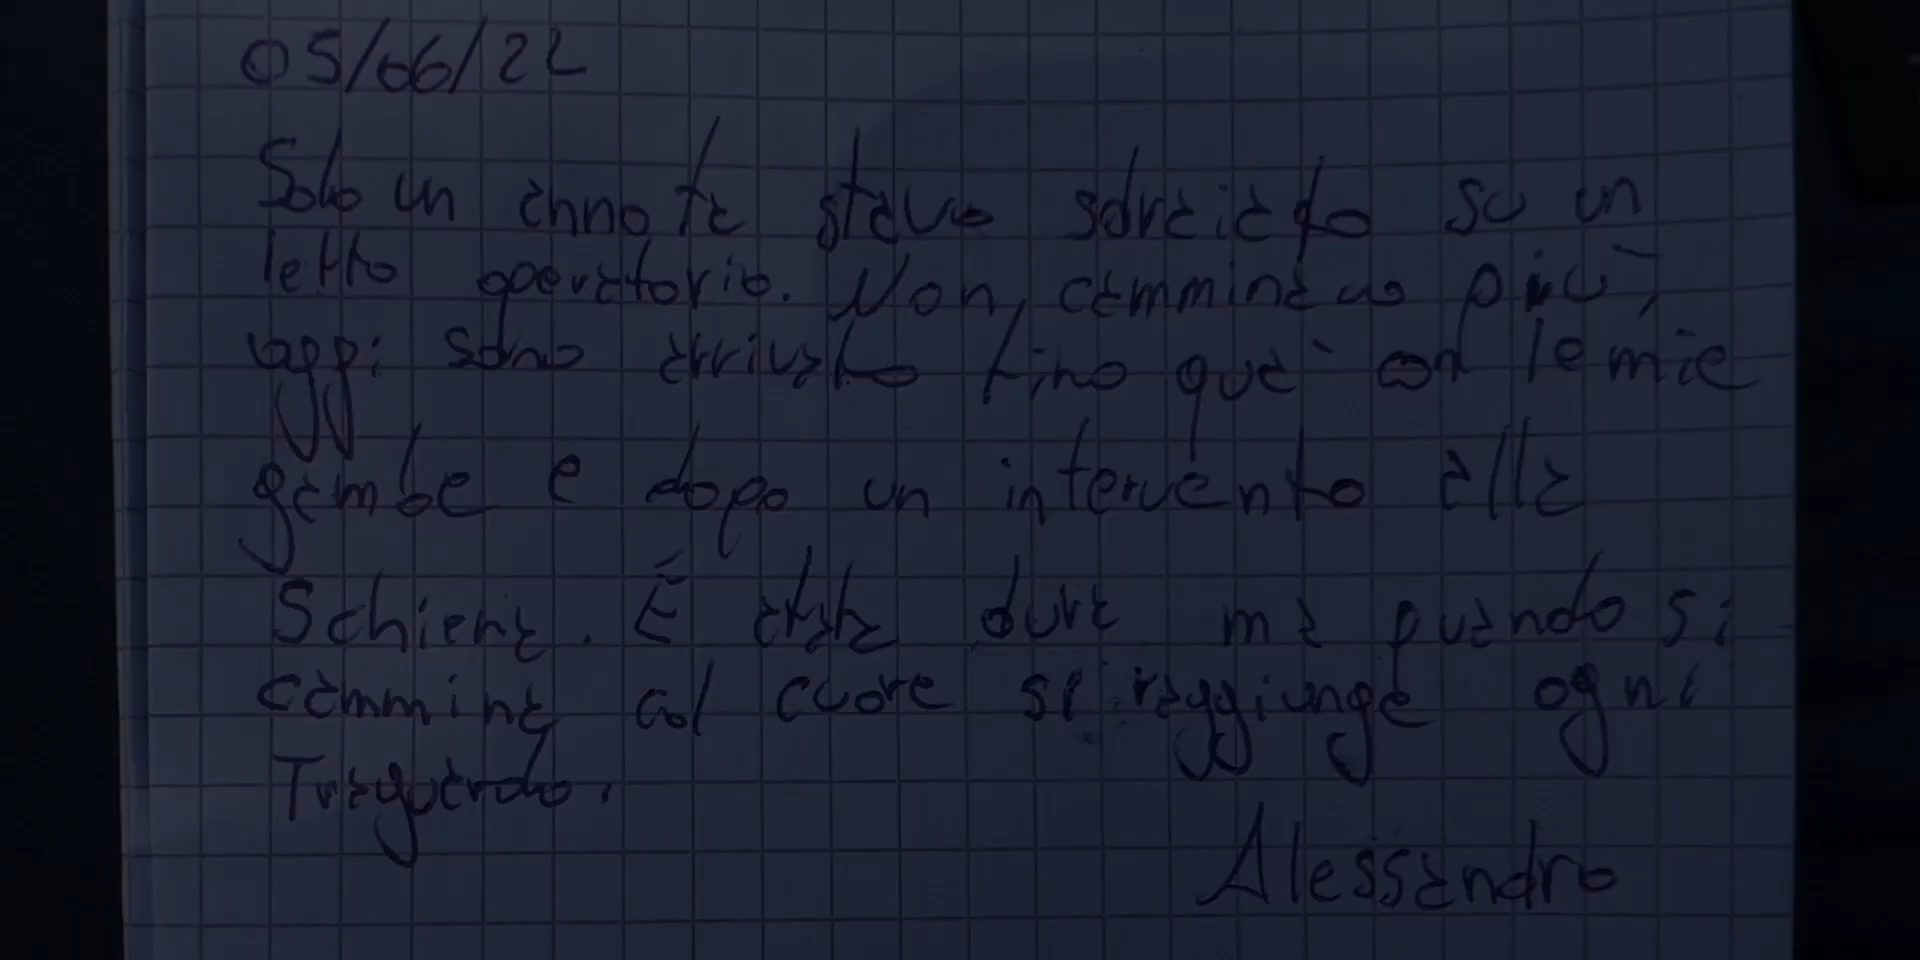 05/06/22
Solo un anno fa stavo sdraiato su un
letto operatorio. Non camminavo più,
oggi sono arrivato fino quà con le mie
gambe e dopo un intervento alla
Schiena. É stata dura ma quando si
cammina col cuore si raggiunge ogni
Traguardo.
Alessandro